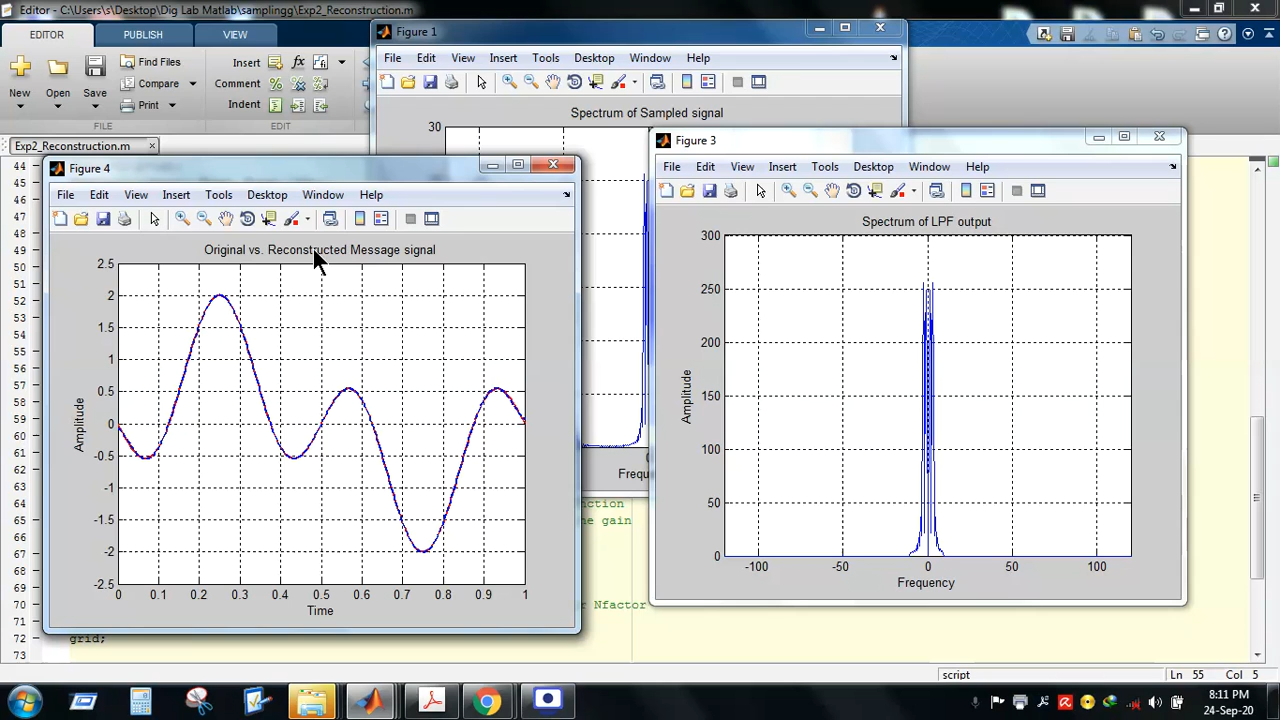 Editor - C:\Users\s\Desktop\Dig Lab Matlab\samplingg\Exp2_Reconstruction.m
EDITOR PUBLISH VIEW
New Open Save
Find Files
Compare
Print
Insert
Comment
Indent
FILE EDIT
Exp2_Reconstruction.m
Figure 1
File Edit View Insert Tools Desktop Window Help
Spectrum of Sampled signal
30
0
Figure 4
File Edit View Insert Tools Desktop Window Help
Original vs. Reconstructed Message signal
2.5
2
1.5
1
0.5
0
-0.5
-1
-1.5
-2
-2.5
Amplitude
0 0.1 0.2 0.3 0.4 0.5 0.6 0.7 0.8 0.9 1
Time
Figure 3
File Edit View Insert Tools Desktop Window Help
Spectrum of LPF output
300
250
200
150
100
50
0
Amplitude
-100 -50 0 50 100
Frequency
44
45
46
47
48
49
50
51
52
53
54
55
56
57
58
59
60
61
62
63
64
65
66
67
68
69
70
71
72
73
gain
Nfactor
grid;
script
Ln 55 Col 5
8:11 PM
24-Sep-20